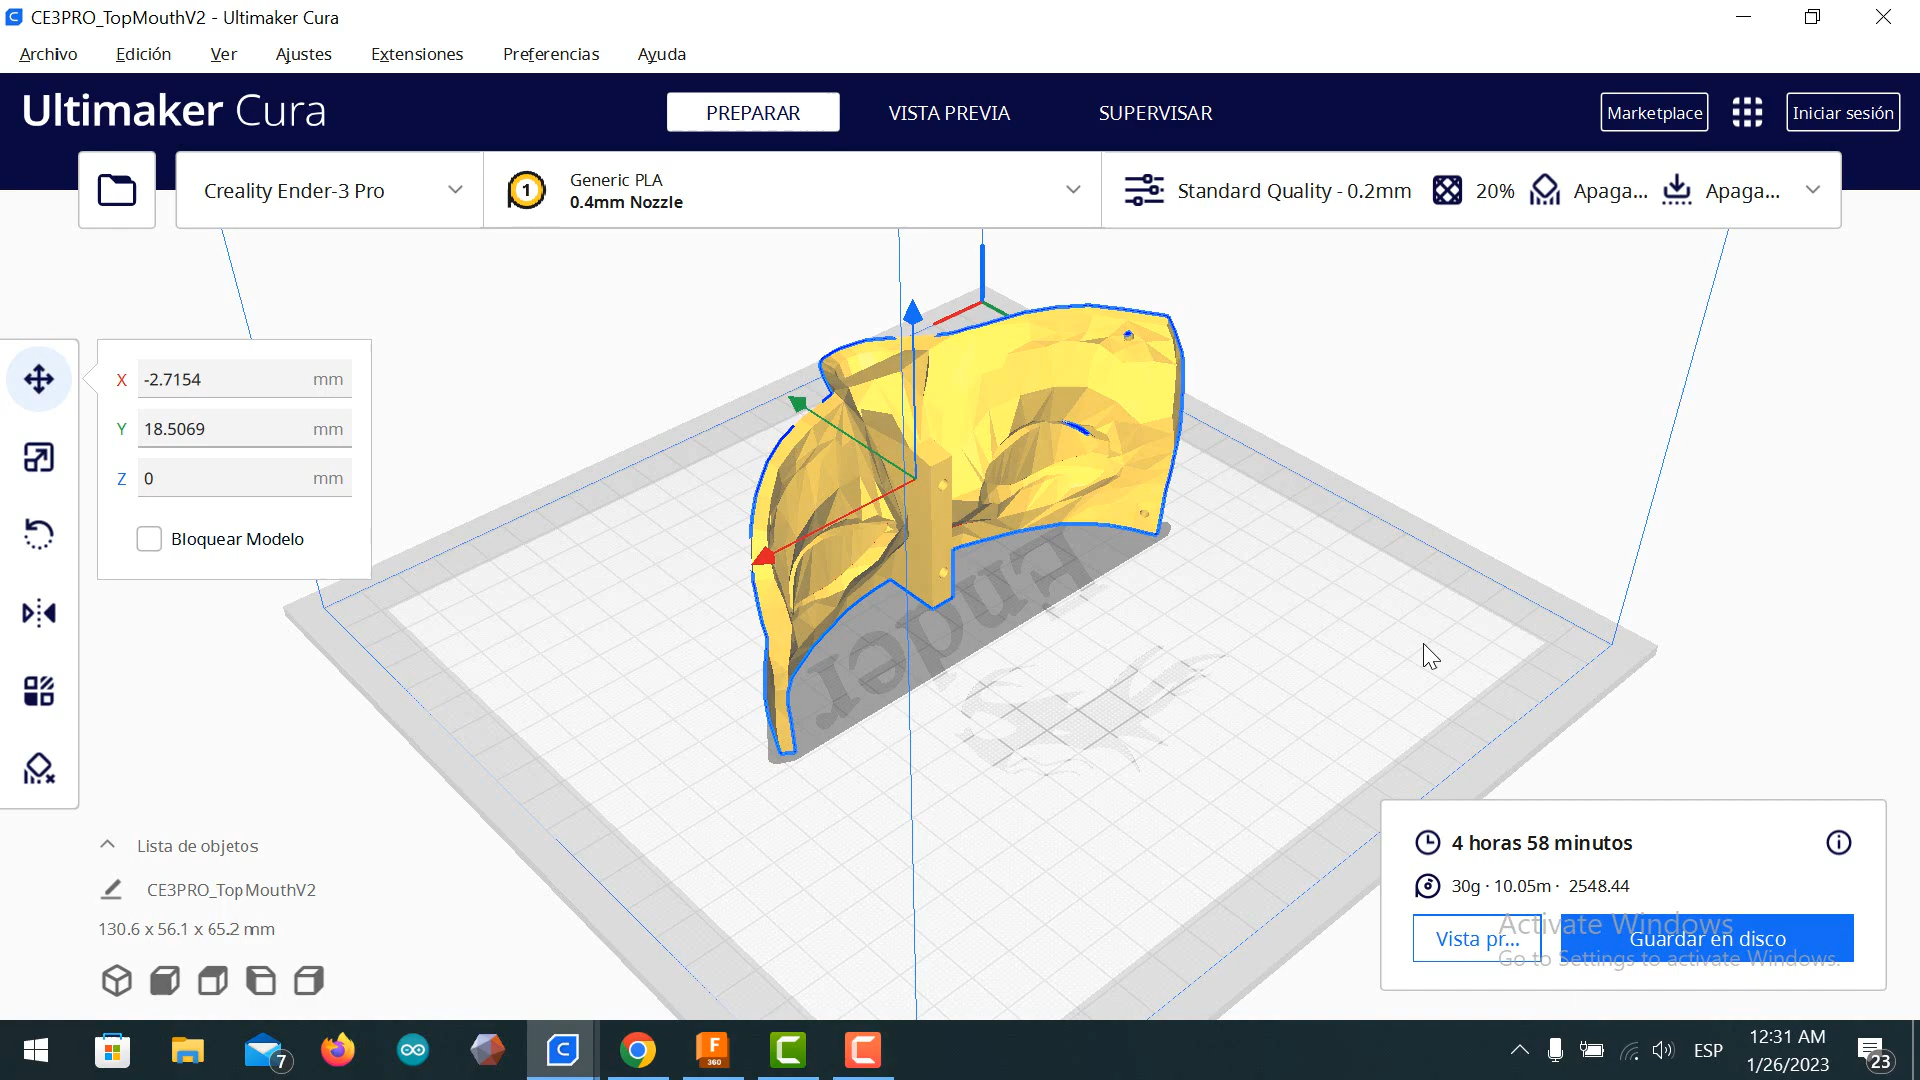 CE3PRO_TopMouthV2 - Ultimaker Cura
Archivo Edición Ver Ajustes Extensiones Preferencias Ayuda
Ultimaker Cura
PREPARAR VISTA PREVIA SUPERVISAR
Marketplace Iniciar sesión
Creality Ender-3 Pro
1
Generic PLA
0.4mm Nozzle
Standard Quality - 0.2mm 20% Apaga... Apaga...
X -2.7154 mm
Y 18.5069 mm
Z 0 mm
Bloquear Modelo
Ender
Lista de objetos
CE3PRO_TopMouthV2
130.6 x 56.1 x 65.2 mm
4 horas 58 minutos
30g · 10.05m · 2548.44
Vista pr... Guardar en disco
Activate Windows
Go to Settings to activate Windows.
7
F
360
ESP
12:31 AM
1/26/2023
23